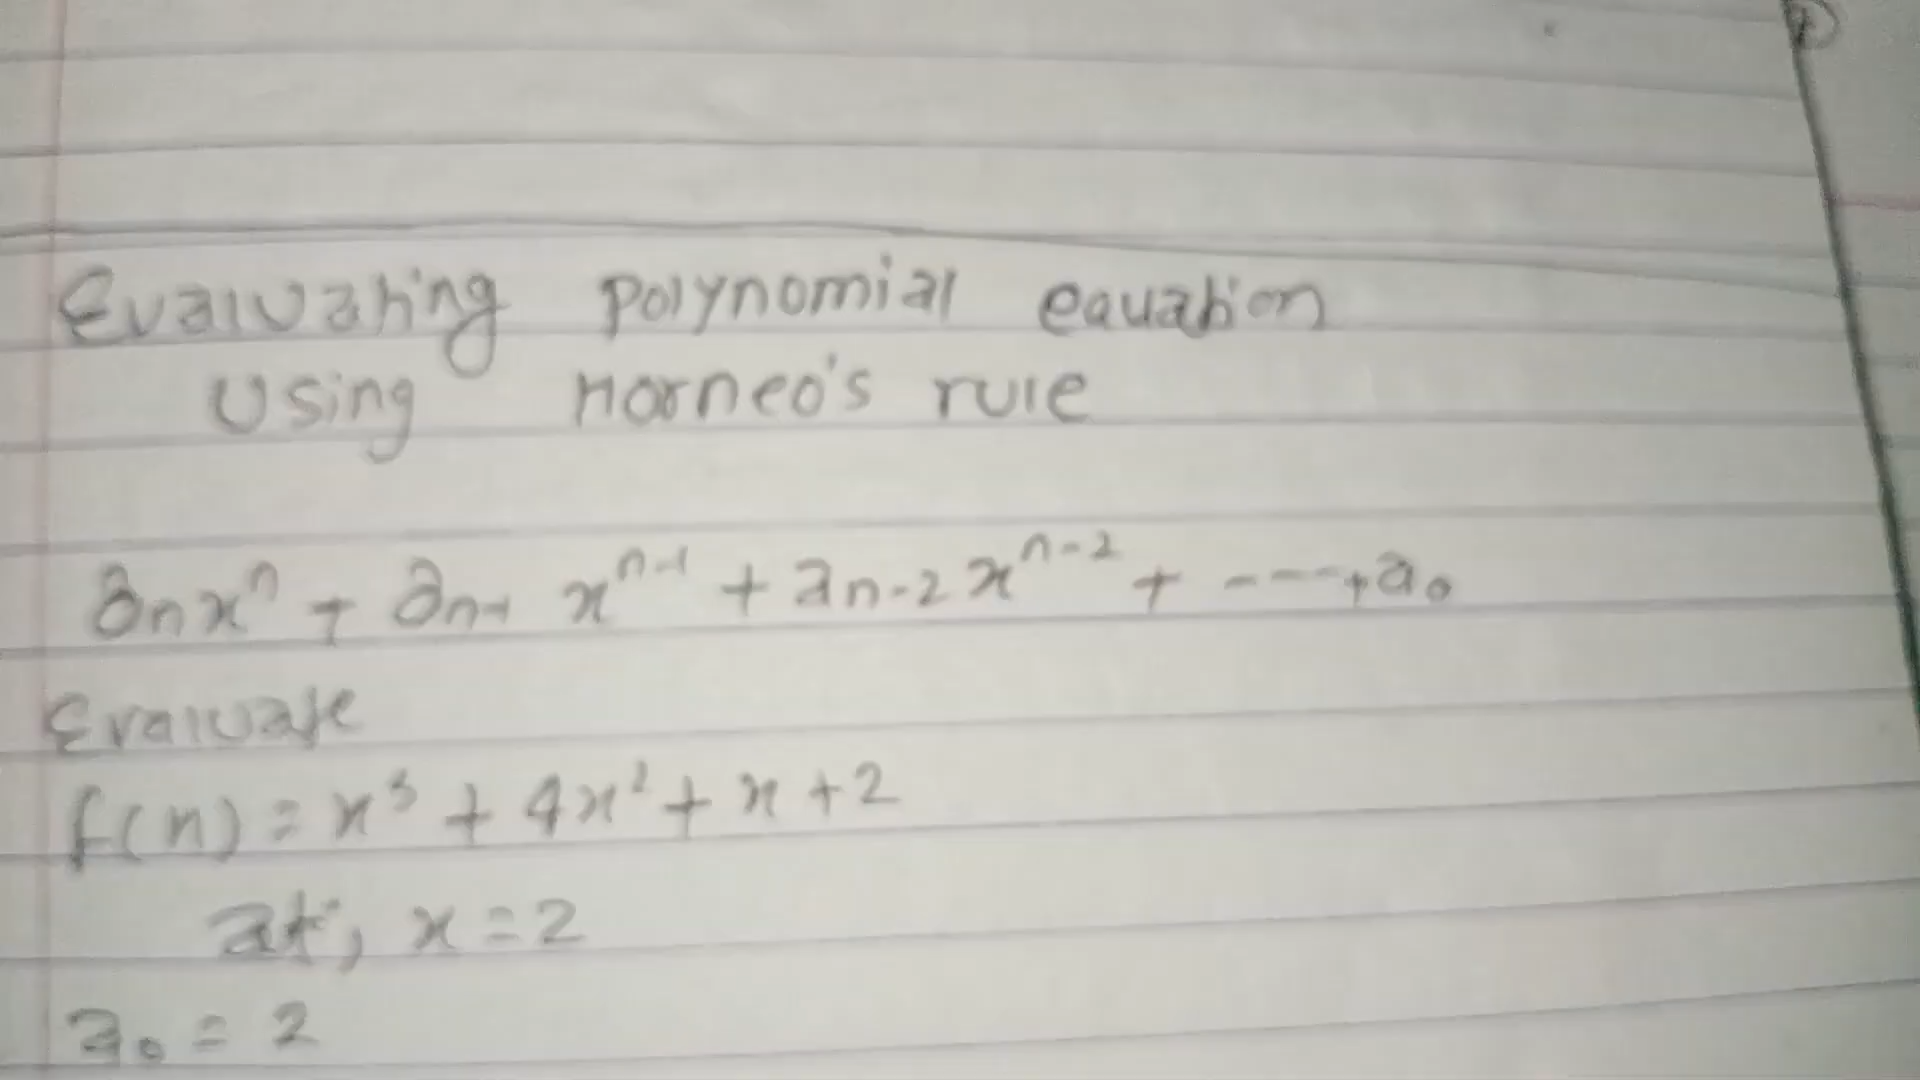 Evaluating polynomial equation
Using Horneo's rule
anxⁿ + an-1 xⁿ⁻¹ + an-2 xⁿ⁻² + ----+a₀
Evaluate
f(x) = x³ + 4x² + x + 2
at, x = 2
a₀ = 2